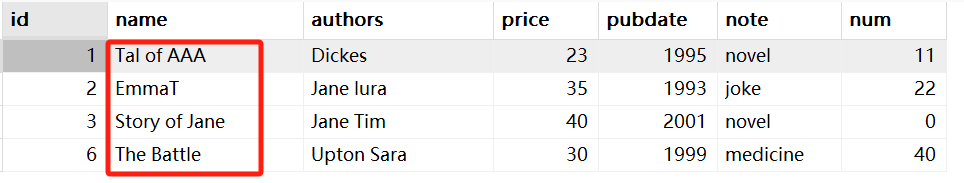 id name authors price pubdate note num
1 Tal of AAA Dickes 23 1995 novel 11
2 EmmaT Jane lura 35 1993 joke 22
3 Story of Jane Jane Tim 40 2001 novel 0
6 The Battle Upton Sara 30 1999 medicine 40